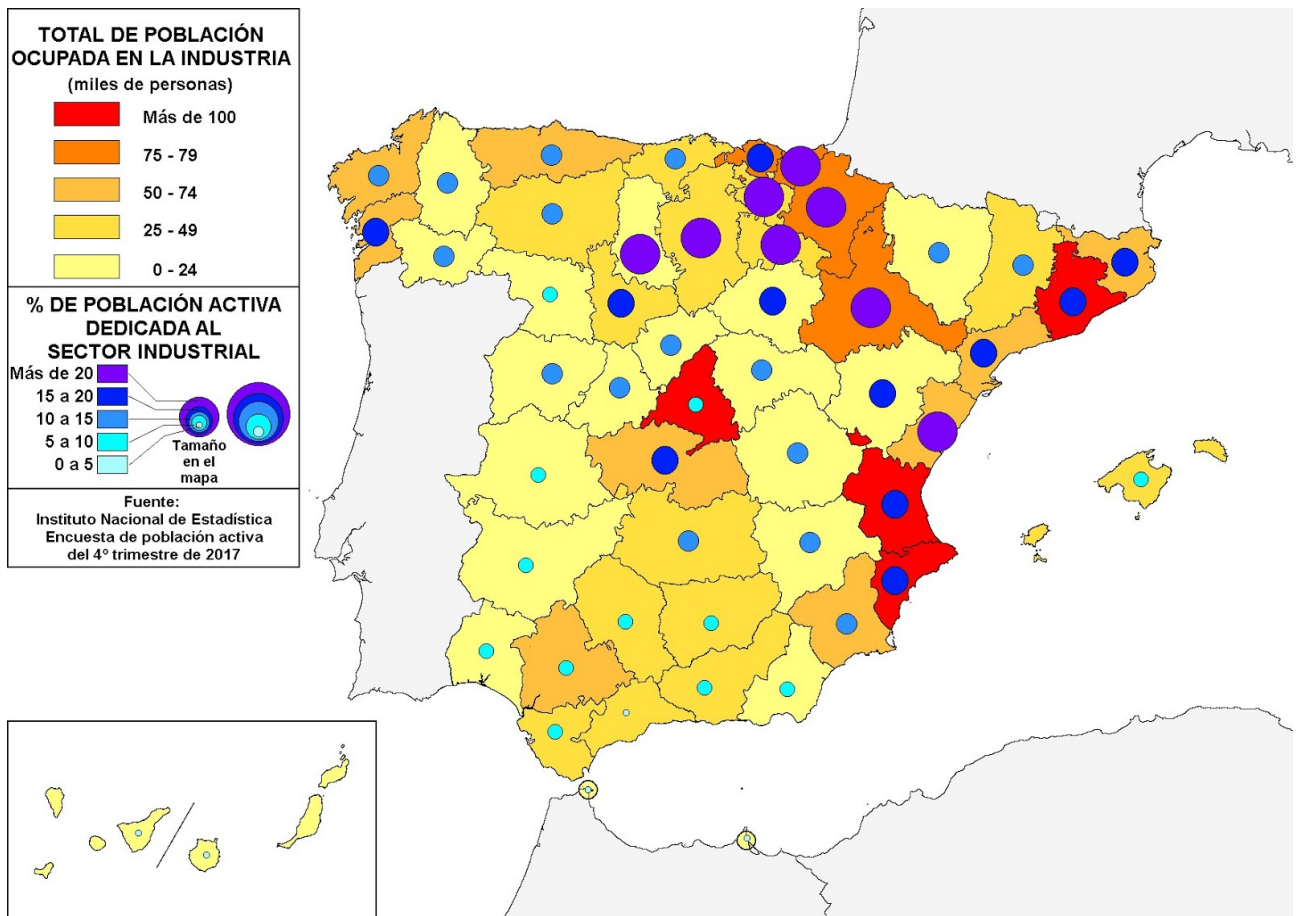 TOTAL DE POBLACIÓN
OCUPADA EN LA INDUSTRIA
(miles de personas)
Más de 100
75 - 79
50 - 74
25 - 49
0 - 24
% DE POBLACIÓN ACTIVA
DEDICADA AL
SECTOR INDUSTRIAL
Más de 20
15 a 20
10 a 15
5 a 10
0 a 5
Tamaño
en el
mapa
Fuente:
Instituto Nacional de Estadística
Encuesta de población activa
del 4º trimestre de 2017